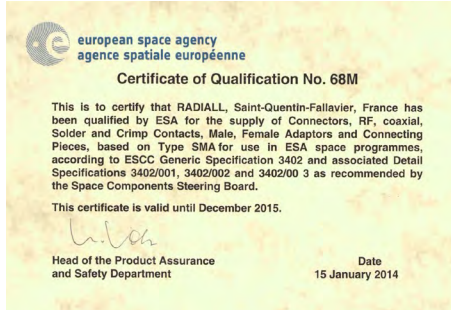 european space agency
agence spatiale européenne
Certificate of Qualification No. 68M
This is to certify that RADIALL, Saint-Quentin-Fallavier, France has
been qualified by ESA for the supply of Connectors, RF, coaxial,
Solder and Crimp Contacts, Male, Female Adaptors and Connecting
Pieces, based on Type SMA for use in ESA space programmes,
according to ESCC Generic Specification 3402 and associated Detail
Specifications 3402/001, 3402/002 and 3402/00 3 as recommended by
the Space Components Steering Board.
This certificate is valid until December 2015.
Head of the Product Assurance
and Safety Department
Date
15 January 2014